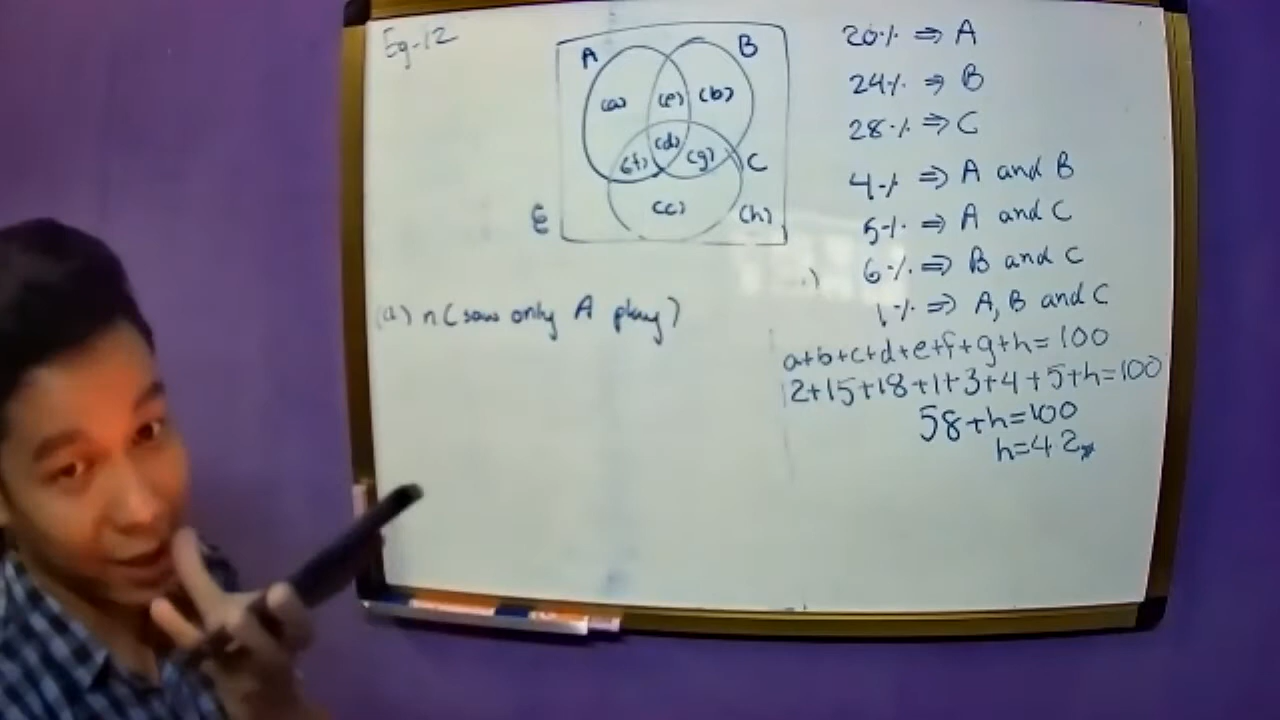 Eg-12
A
B
(a) (e) (b)
(d)
(f) (g) C
(c)
ξ (h)
(a) n(saw only A play)
20% ⇒ A
24% ⇒ B
28% ⇒ C
4% ⇒ A and B
5% ⇒ A and C
6% ⇒ B and C
1% ⇒ A, B and C
a+b+c+d+e+f+g+h=100
12+15+18+1+3+4+5+h=100
58+h=100
h=42